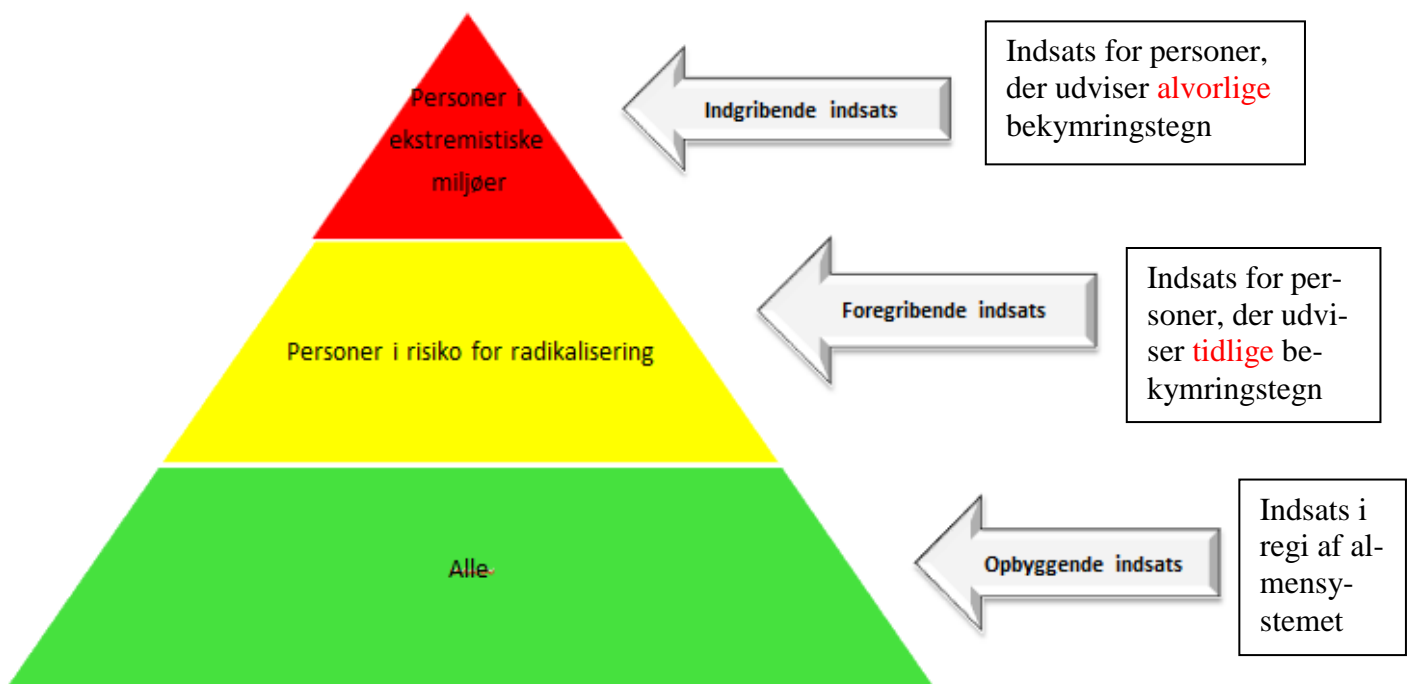 Personer i
ekstremistiske
miljøer
Indgribende indsats
Indsats for personer,
der udviser alvorlige
bekymringstegn
Personer i risiko for radikalisering
Foregribende indsats
Indsats for per-
soner, der udvi-
ser tidlige be-
kymringstegn
Alle
Opbyggende indsats
Indsats i
regi af al-
mensy-
stemet